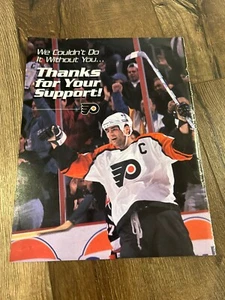 We Couldn't Do
It Without You...
Thanks
for Your
Support!
C